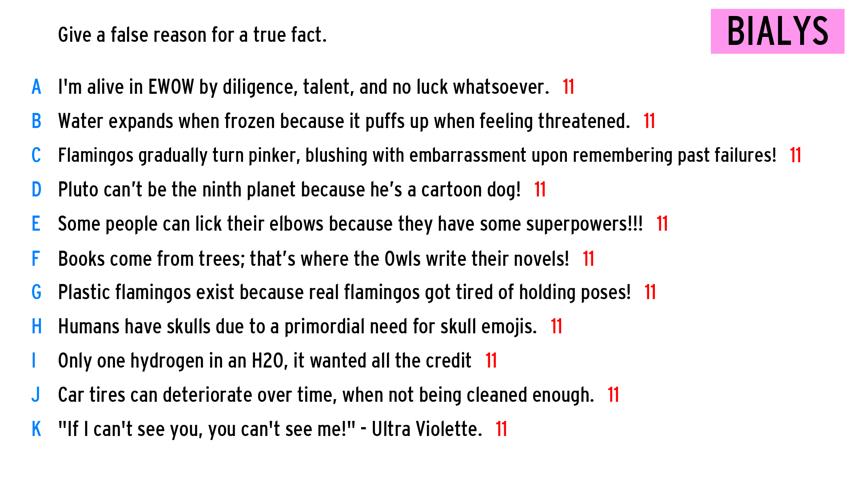 Give a false reason for a true fact.
BIALYS
A I'm alive in EWOW by diligence, talent, and no luck whatsoever. 11
B Water expands when frozen because it puffs up when feeling threatened. 11
C Flamingos gradually turn pinker, blushing with embarrassment upon remembering past failures! 11
D Pluto can't be the ninth planet because he's a cartoon dog! 11
E Some people can lick their elbows because they have some superpowers!!! 11
F Books come from trees; that's where the Owls write their novels! 11
G Plastic flamingos exist because real flamingos got tired of holding poses! 11
H Humans have skulls due to a primordial need for skull emojis. 11
I Only one hydrogen in an H2O, it wanted all the credit 11
J Car tires can deteriorate over time, when not being cleaned enough. 11
K "If I can't see you, you can't see me!" - Ultra Violette. 11